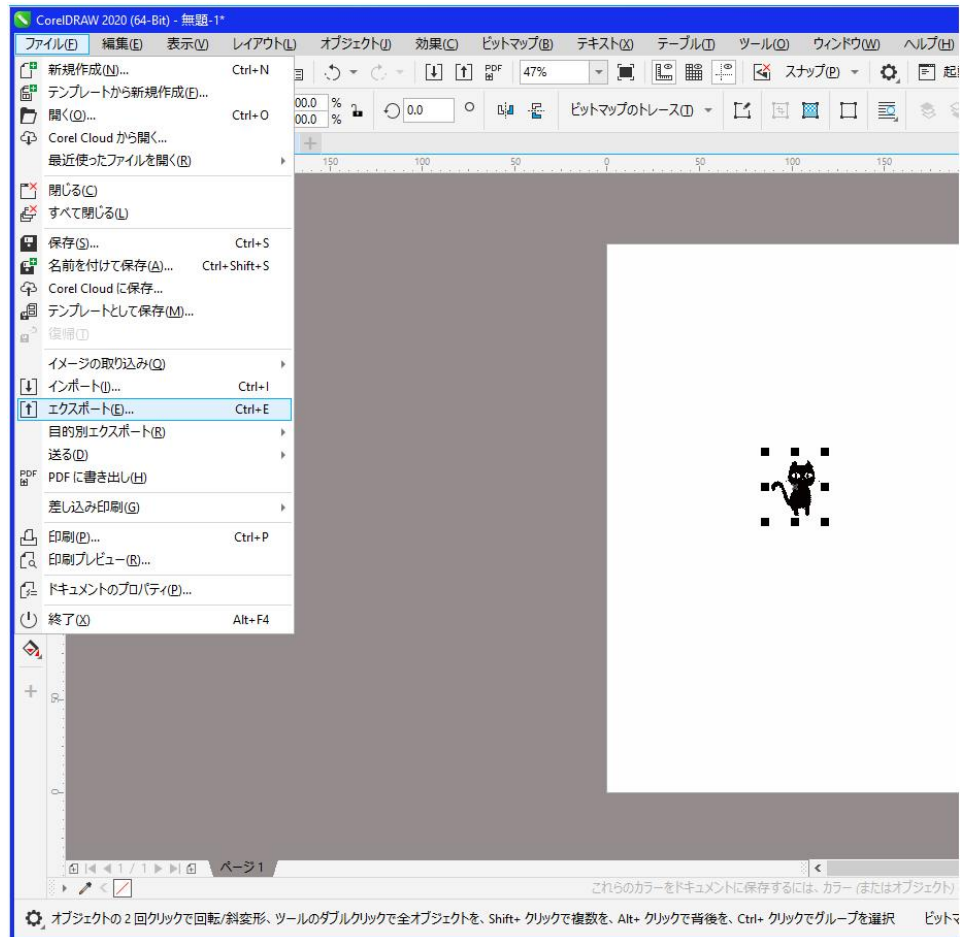 CorelDRAW 2020 (64-Bit) - 無題-1*
ファイル(F) 編集(E) 表示(V) レイアウト(L) オブジェクト(J) 効果(C) ビットマップ(B) テキスト(X) テーブル(T) ツール(O) ウィンドウ(W) ヘルプ(H)
新規作成(N)... Ctrl+N
PDF 47% スナップ(P)
テンプレートから新規作成(F)...
開く(O)... Ctrl+O
00.0 %
00.0 %
0.0 ° ビットマップのトレース(T)
Corel Cloud から開く...
最近使ったファイルを開く(R)
150 100 50 0 50 100 150
閉じる(C)
すべて閉じる(L)
保存(S)... Ctrl+S
名前を付けて保存(A)... Ctrl+Shift+S
Corel Cloud に保存...
テンプレートとして保存(M)...
復帰(T)
イメージの取り込み(Q)
インポート(I)... Ctrl+I
エクスポート(E)... Ctrl+E
目的別エクスポート(R)
送る(D)
PDF PDF に書き出し(H)
差し込み印刷(G)
印刷(P)... Ctrl+P
印刷プレビュー(R)...
ドキュメントのプロパティ(P)...
終了(X) Alt+F4
1 / 1 ページ 1
これらのカラーをドキュメントに保存するには、カラー (またはオブジェクト)
オブジェクトの 2 回クリックで回転/斜変形、ツールのダブルクリックで全オブジェクトを、Shift+ クリックで複数を、Alt+ クリックで背後を、Ctrl+ クリックでグループを選択 ビットマ